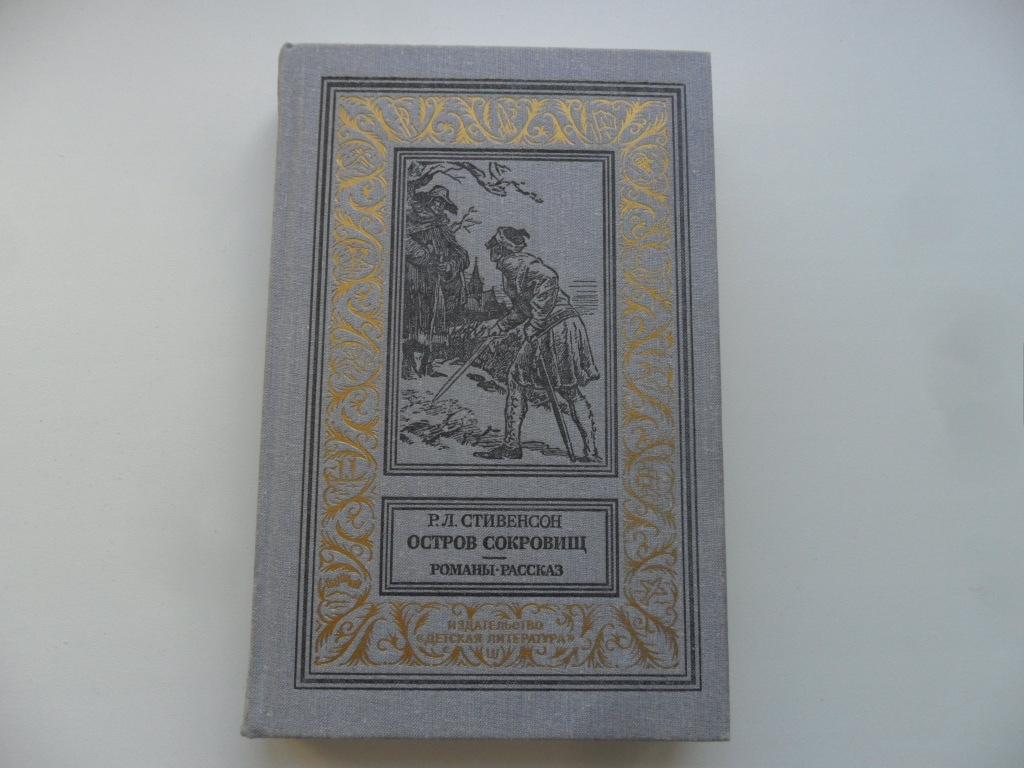 Р. Л. СТИВЕНСОН
ОСТРОВ СОКРОВИЩ
РОМАНЫ • РАССКАЗ
ИЗДАТЕЛЬСТВО
«ДЕТСКАЯ ЛИТЕРАТУРА»